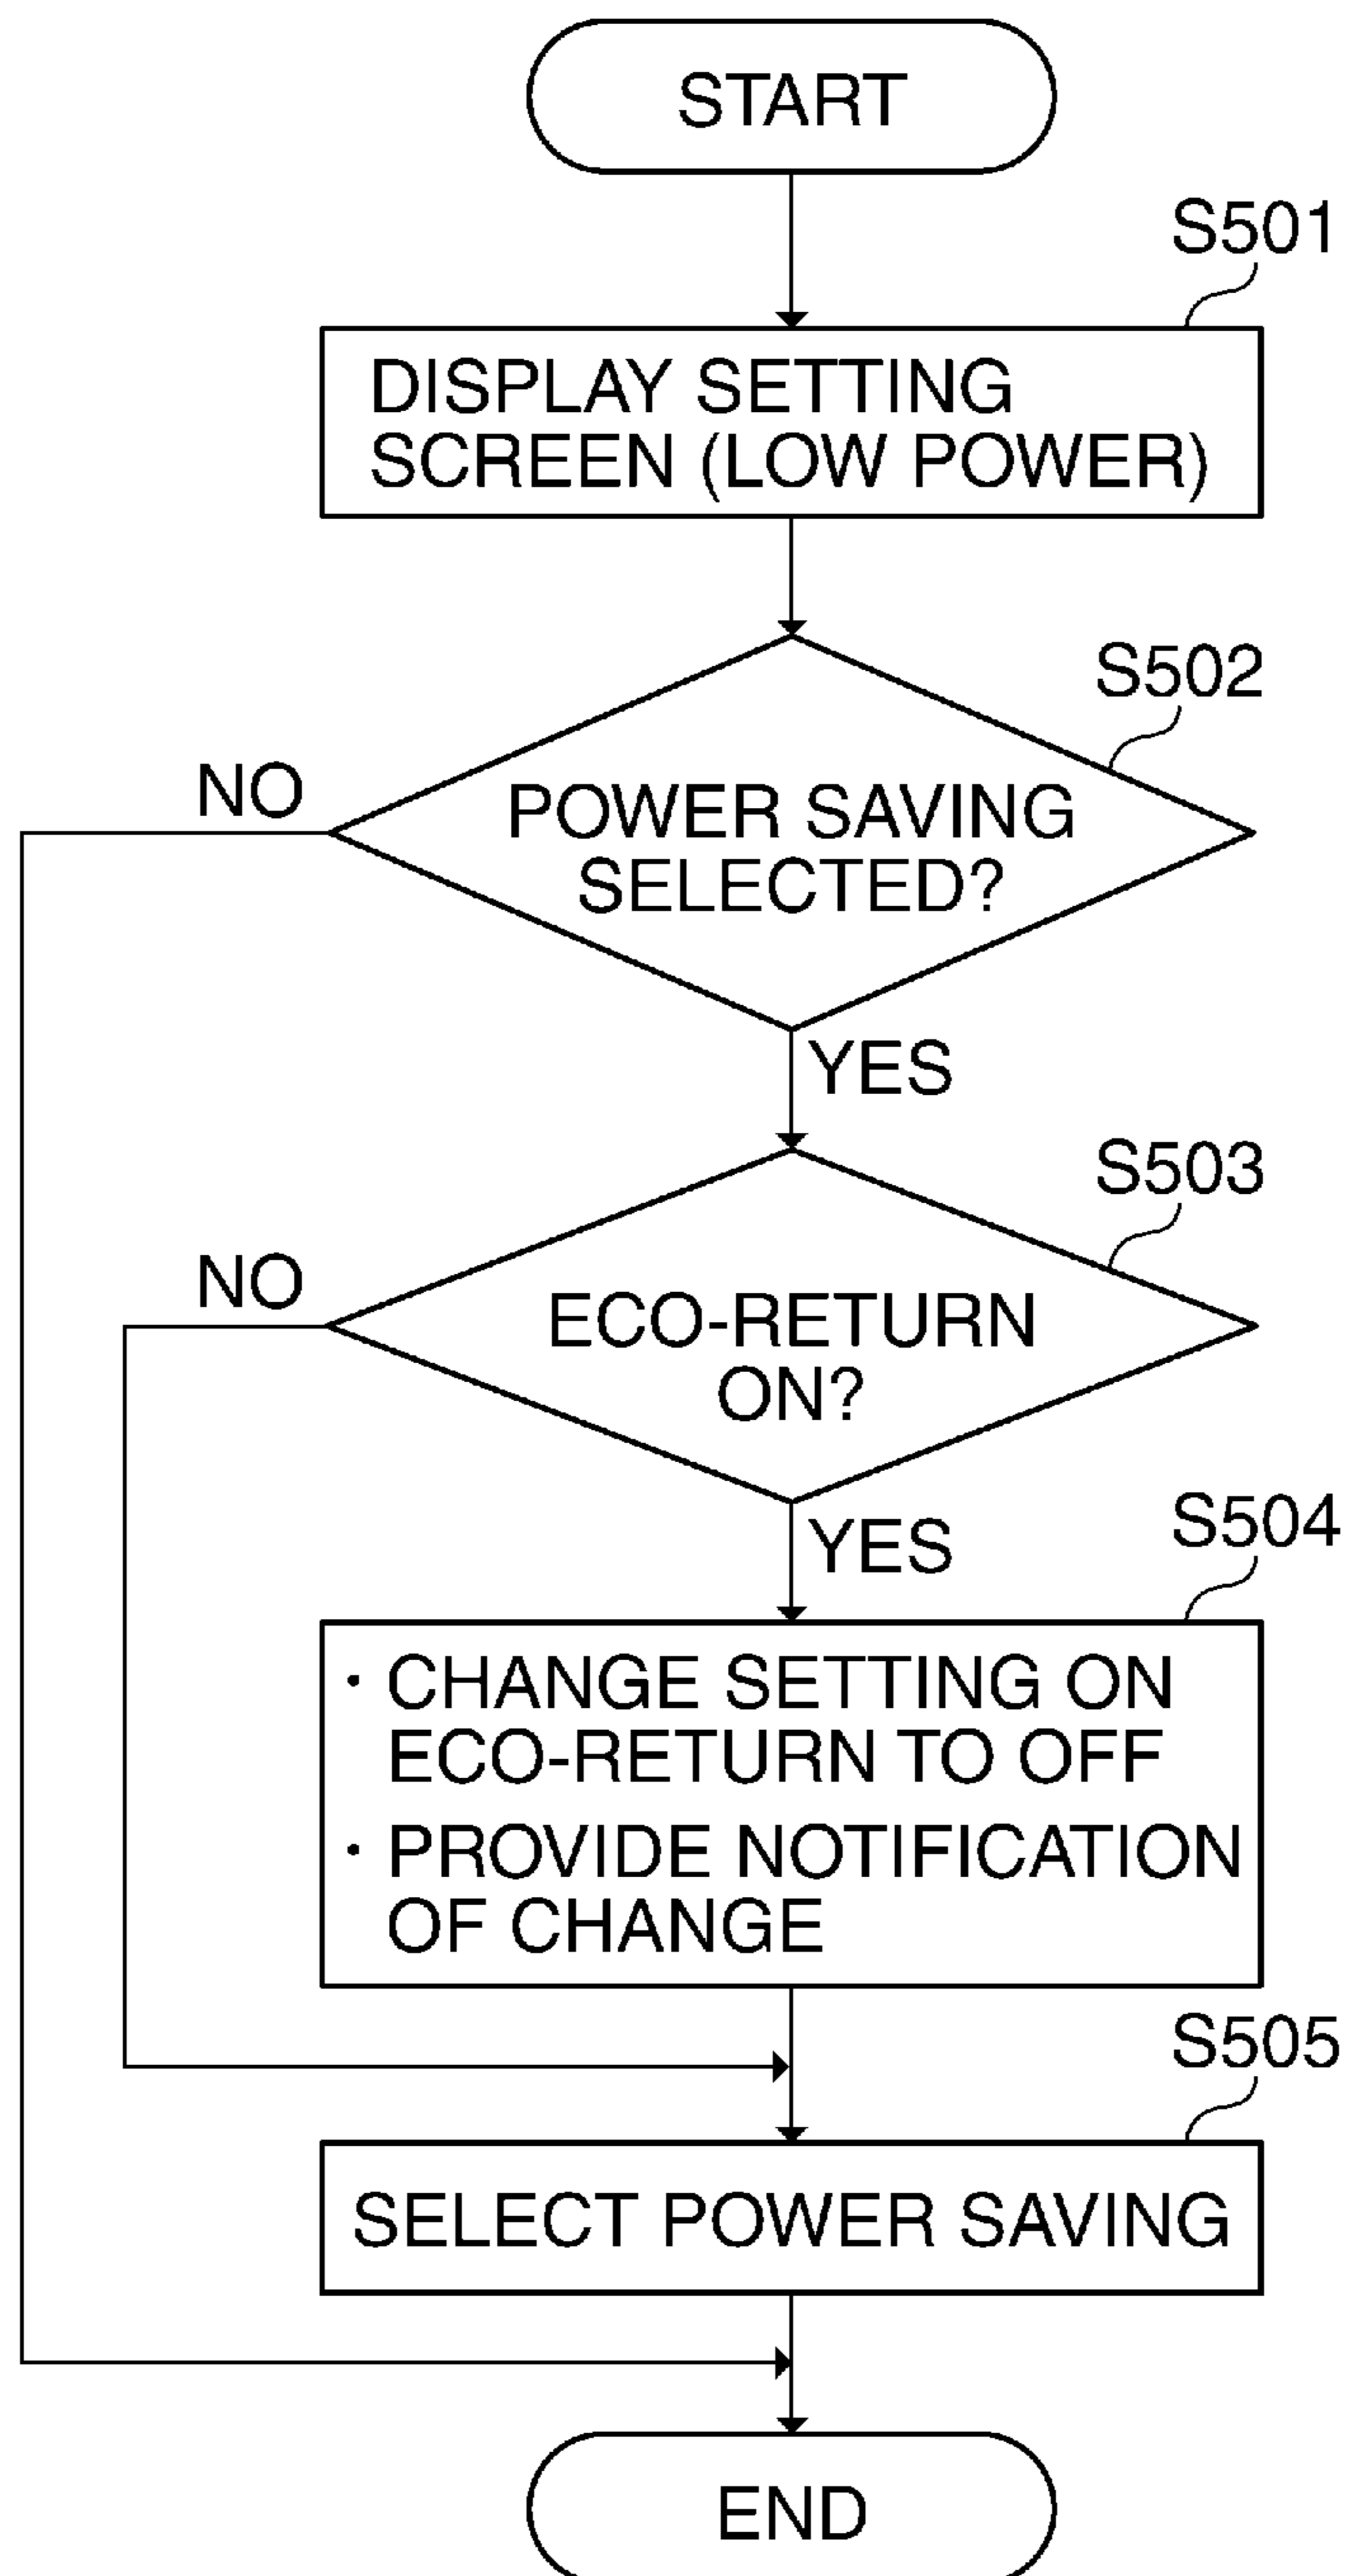 START
S501
DISPLAY SETTING
SCREEN (LOW POWER)
S502
NO
POWER SAVING
SELECTED?
YES
S503
NO
ECO-RETURN
ON?
YES
S504
· CHANGE SETTING ON
ECO-RETURN TO OFF
· PROVIDE NOTIFICATION
OF CHANGE
S505
SELECT POWER SAVING
END